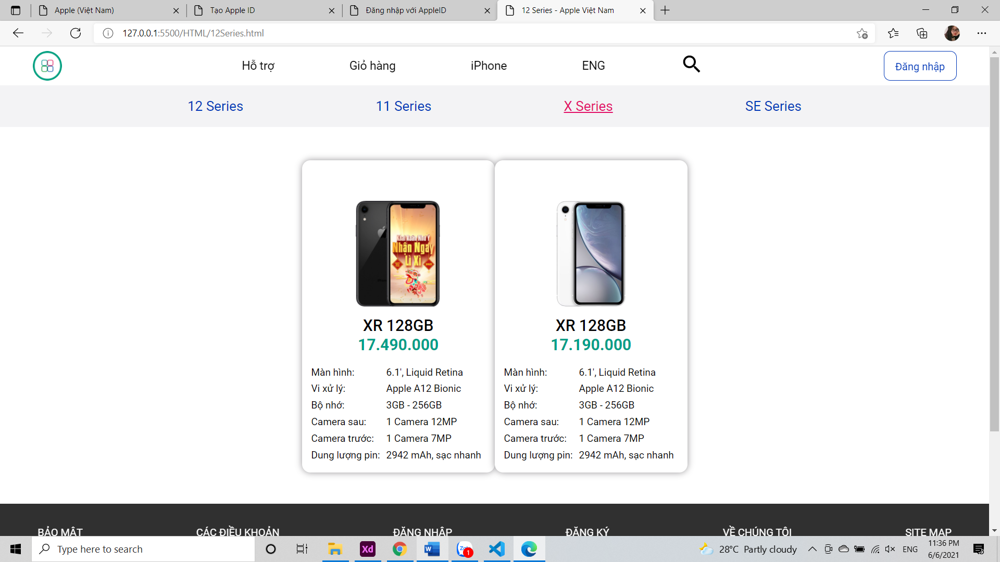 Apple (Việt Nam)
Tạo Apple ID
Đăng nhập với AppleID
12 Series - Apple Việt Nam
127.0.0.1:5500/HTML/12Series.html
Hỗ trợ
Giỏ hàng
iPhone
ENG
Đăng nhập
12 Series
11 Series
X Series
SE Series
Khai Xuân Như Ý
Nhận Ngay
Lì Xì
2021
XR 128GB
17.490.000
Màn hình: 6.1', Liquid Retina
Vi xử lý: Apple A12 Bionic
Bộ nhớ: 3GB - 256GB
Camera sau: 1 Camera 12MP
Camera trước: 1 Camera 7MP
Dung lượng pin: 2942 mAh, sạc nhanh
XR 128GB
17.190.000
Màn hình: 6.1', Liquid Retina
Vi xử lý: Apple A12 Bionic
Bộ nhớ: 3GB - 256GB
Camera sau: 1 Camera 12MP
Camera trước: 1 Camera 7MP
Dung lượng pin: 2942 mAh, sạc nhanh
BẢO MẬT
CÁC ĐIỀU KHOẢN
ĐĂNG NHẬP
ĐĂNG KÝ
VỀ CHÚNG TÔI
SITE MAP
Type here to search
Xd
1
28°C Partly cloudy
ENG
11:36 PM
6/6/2021